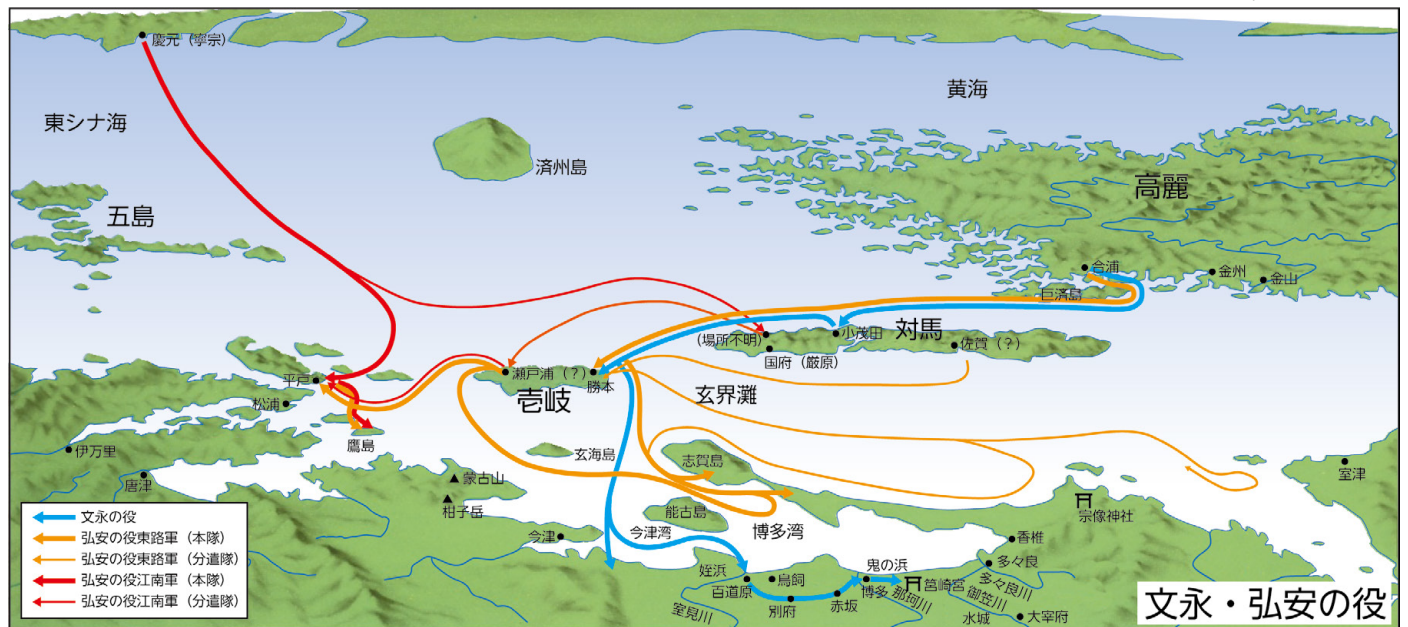 慶元（寧宗）
東シナ海
黄海
済州島
五島
高麗
合浦
金州
金山
巨済島
(場所不明)
小茂田
対馬
佐賀（？）
国府（厳原）
平戸
瀬戸浦（？）
勝本
壱岐
玄界灘
松浦
鷹島
伊万里
唐津
玄海島
志賀島
室津
蒙古山
柑子岳
能古島
今津湾
博多湾
宗像神社
今津
香椎
多々良
多々良川
姪浜
百道原
鳥飼
鬼の浜
博多
筥崎宮
別府
赤坂
那珂川
御笠川
室見川
水城
大宰府
文永の役
弘安の役東路軍（本隊）
弘安の役東路軍（分遣隊）
弘安の役江南軍（本隊）
弘安の役江南軍（分遣隊）
文永・弘安の役